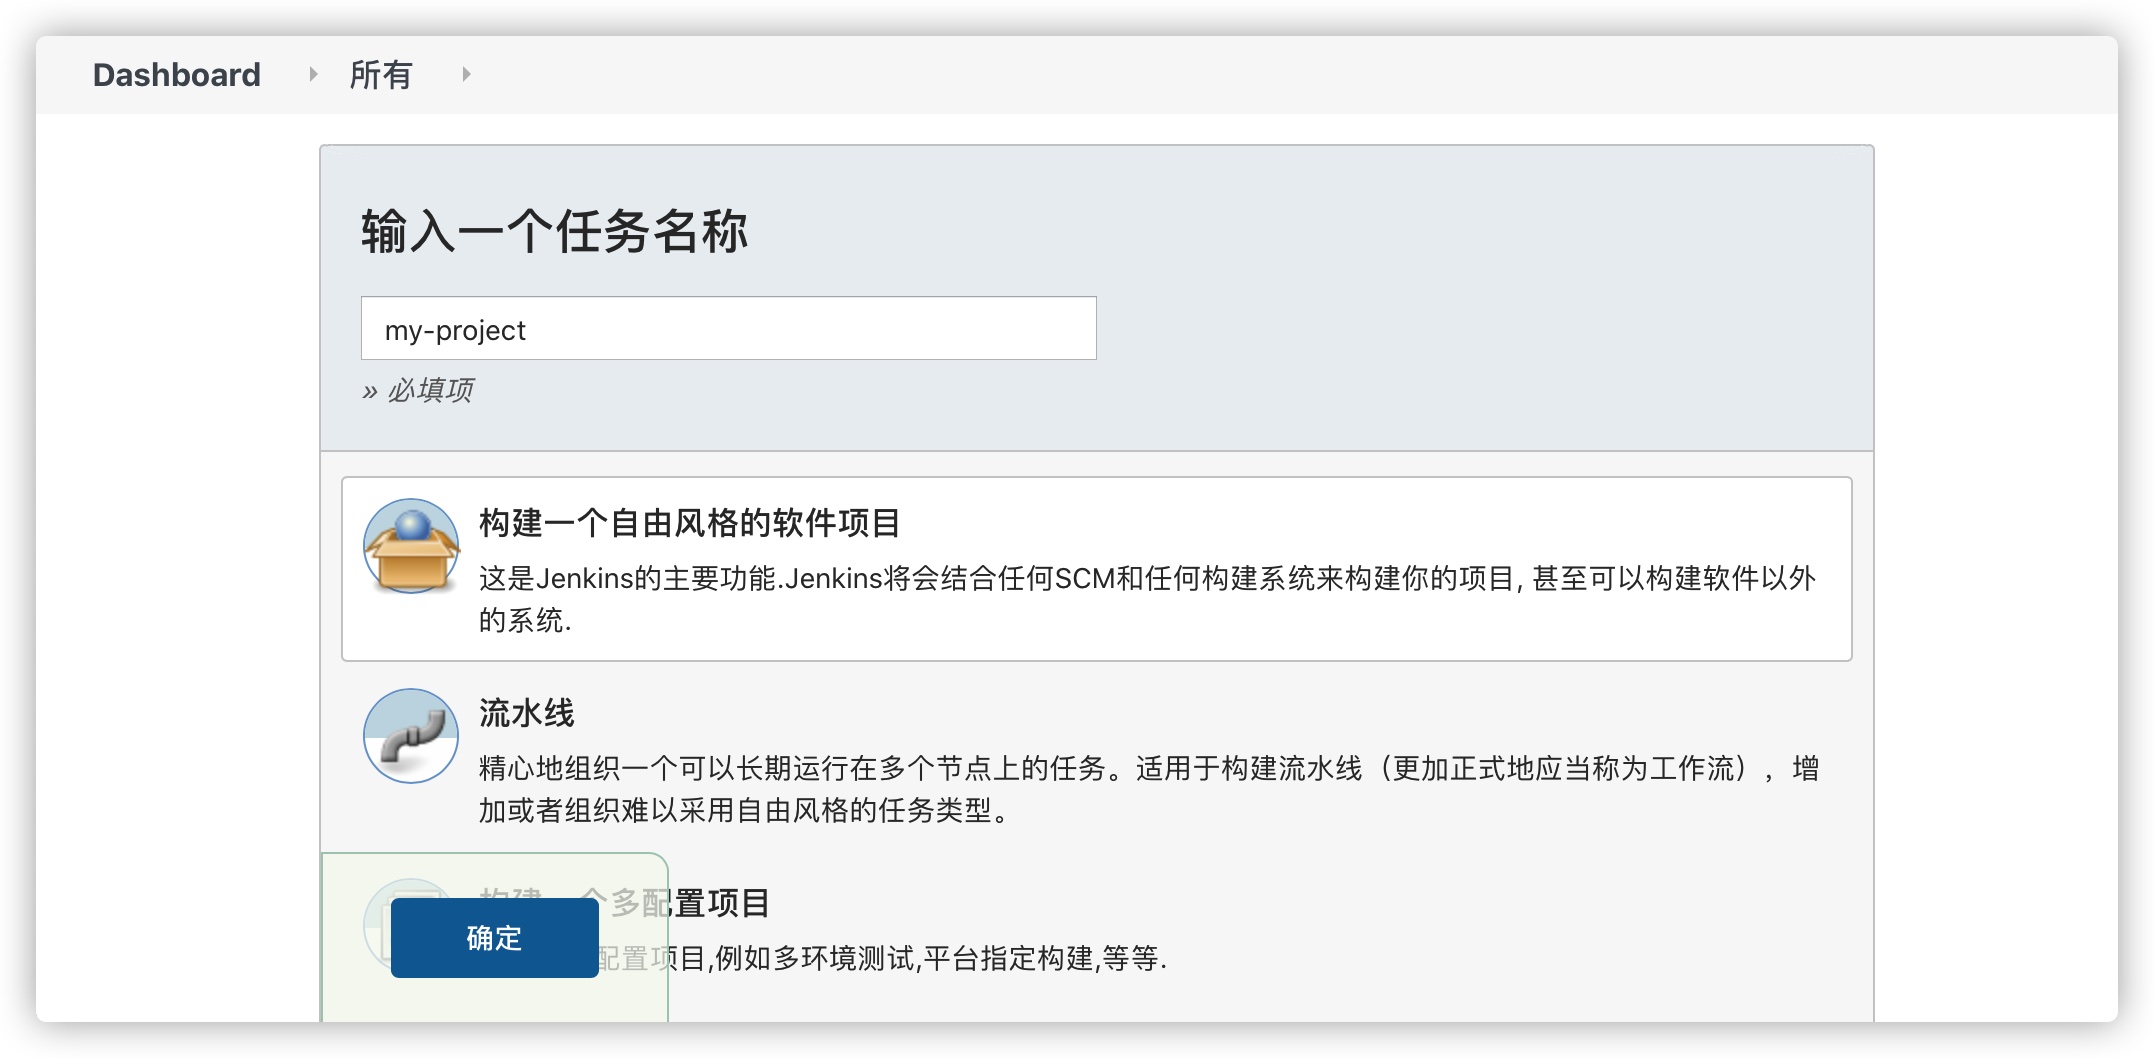 Dashboard 所有
输入一个任务名称
my-project
» 必填项
构建一个自由风格的软件项目
这是Jenkins的主要功能.Jenkins将会结合任何SCM和任何构建系统来构建你的项目, 甚至可以构建软件以外
的系统.
流水线
精心地组织一个可以长期运行在多个节点上的任务。适用于构建流水线（更加正式地应当称为工作流），增
加或者组织难以采用自由风格的任务类型。
构建一个多配置项目
配置项目,例如多环境测试,平台指定构建,等等.
确定